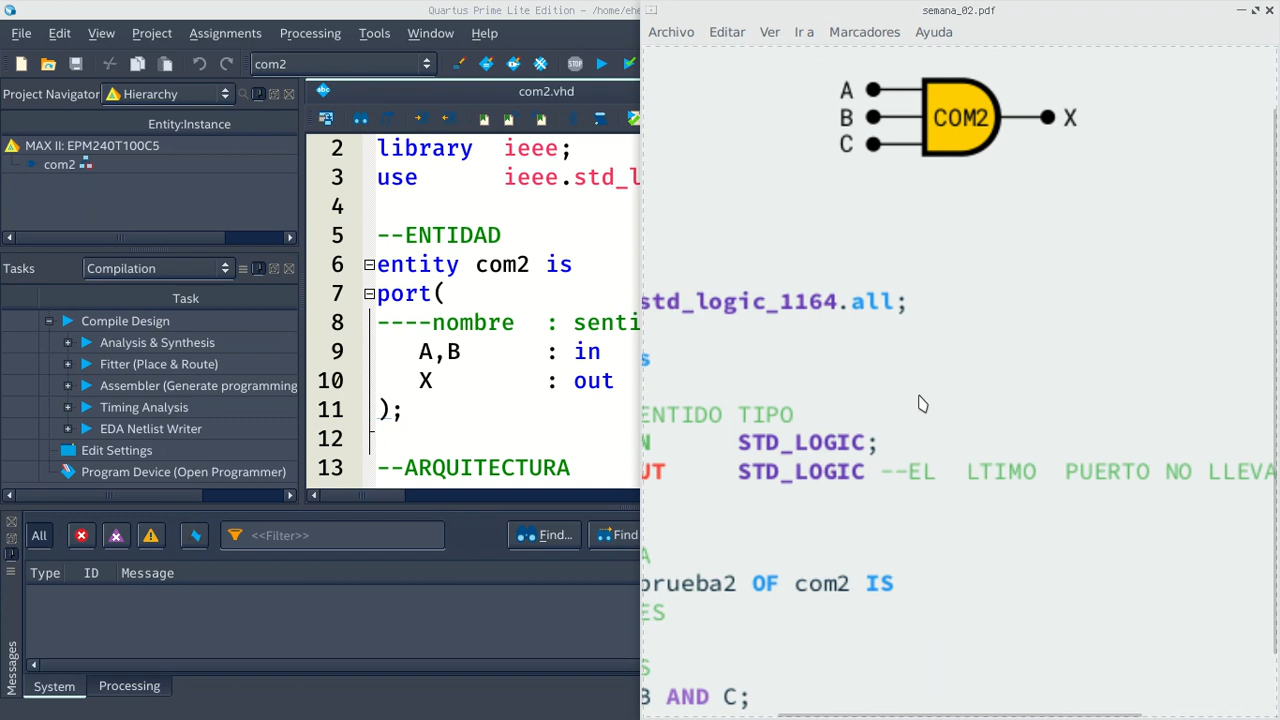 Quartus Prime Lite Edition - /home/ehe
File Edit View Project Assignments Processing Tools Window Help
com2
STOP
Project Navigator Hierarchy
Entity:Instance
MAX II: EPM240T100C5
com2
Tasks Compilation
Task
Compile Design
Analysis & Synthesis
Fitter (Place & Route)
Assembler (Generate programming
Timing Analysis
EDA Netlist Writer
Edit Settings
Program Device (Open Programmer)
abc com2.vhd
2 library ieee;
3 use ieee.std_l
4
5 --ENTIDAD
6 entity com2 is
7 port(
8 ----nombre : senti
9 A,B : in
10 X : out
11 );
12
13 --ARQUITECTURA
All <<Filter>> Find... Find
Type ID Message
Messages
System Processing
semana_02.pdf
Archivo Editar Ver Ir a Marcadores Ayuda
A
B COM2 X
C
std_logic_1164.all;
s
ENTIDO TIPO
N STD_LOGIC;
UT STD_LOGIC --EL LTIMO PUERTO NO LLEVA
A
prueba2 OF com2 IS
ES
S
B AND C;